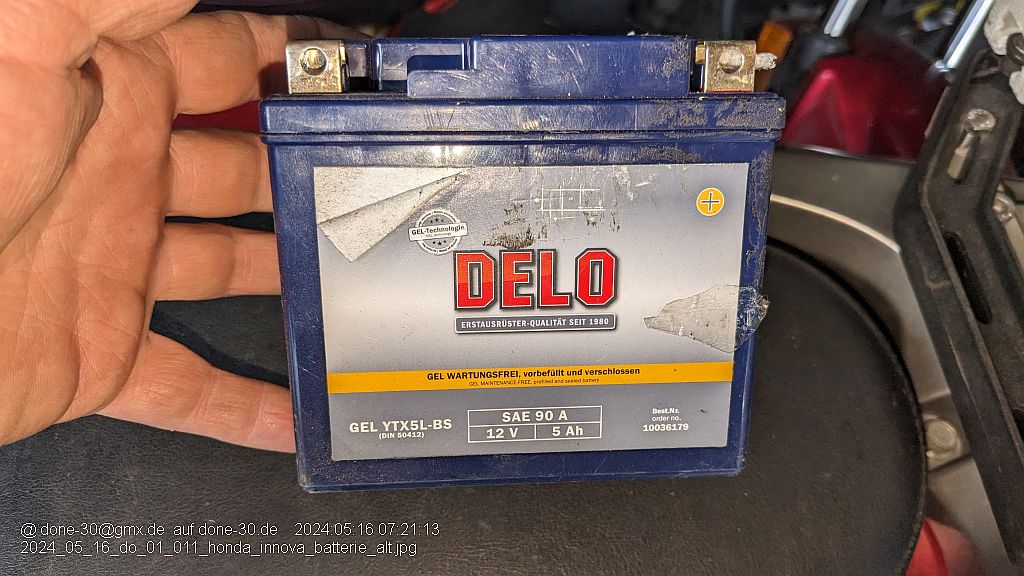 GEL-Technologie.
DELO
ERSTAUSRÜSTER-QUALITÄT SEIT 1980
GEL WARTUNGSFREI, vorbefüllt und verschlossen
GEL MAINTENANCE-FREE, prefilled and sealed battery
GEL YTX5L-BS
(DIN 50412)
SAE 90 A
12 V 5 Ah
Best.Nr.
order no.
10036179
@ done-30@gmx.de auf done-30.de 2024:05:16 07:21:13
2024_05_16_do_01_011_honda_innova_batterie_alt.jpg